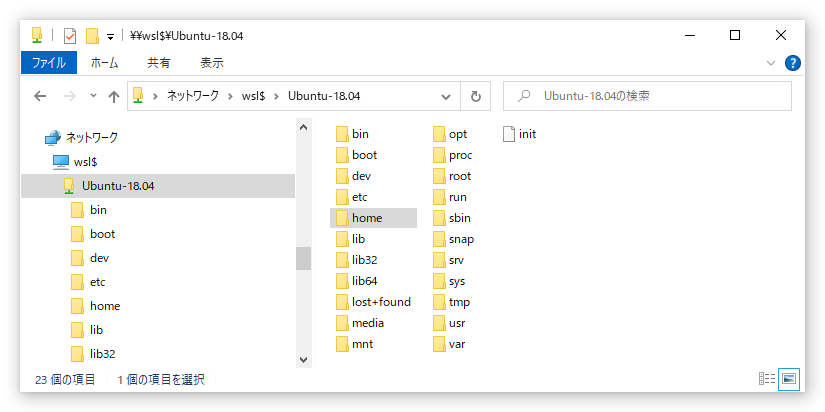 ¥¥wsl$¥Ubuntu-18.04
ファイル ホーム 共有 表示
ネットワーク wsl$ Ubuntu-18.04 Ubuntu-18.04の検索
ネットワーク
wsl$
Ubuntu-18.04
bin
boot
dev
etc
home
lib
lib32
bin opt init
boot proc
dev root
etc run
home sbin
lib snap
lib32 srv
lib64 sys
lost+found tmp
media usr
mnt var
23 個の項目 1 個の項目を選択